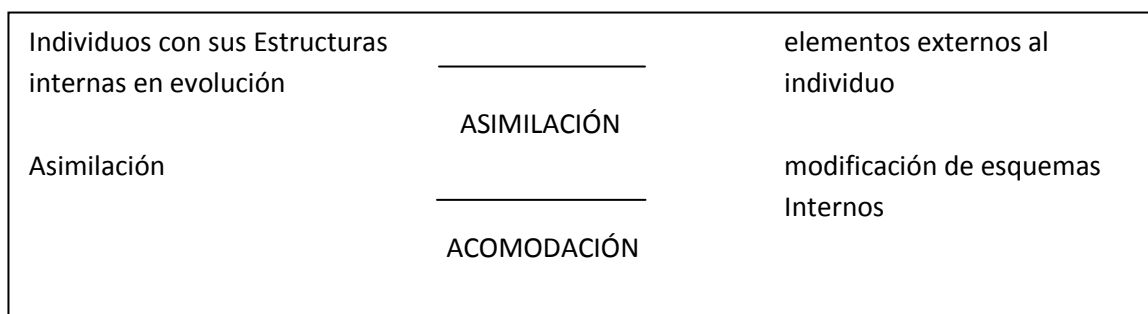 Individuos con sus Estructuras
internas en evolución
elementos externos al
individuo
ASIMILACIÓN
Asimilación
modificación de esquemas
Internos
ACOMODACIÓN